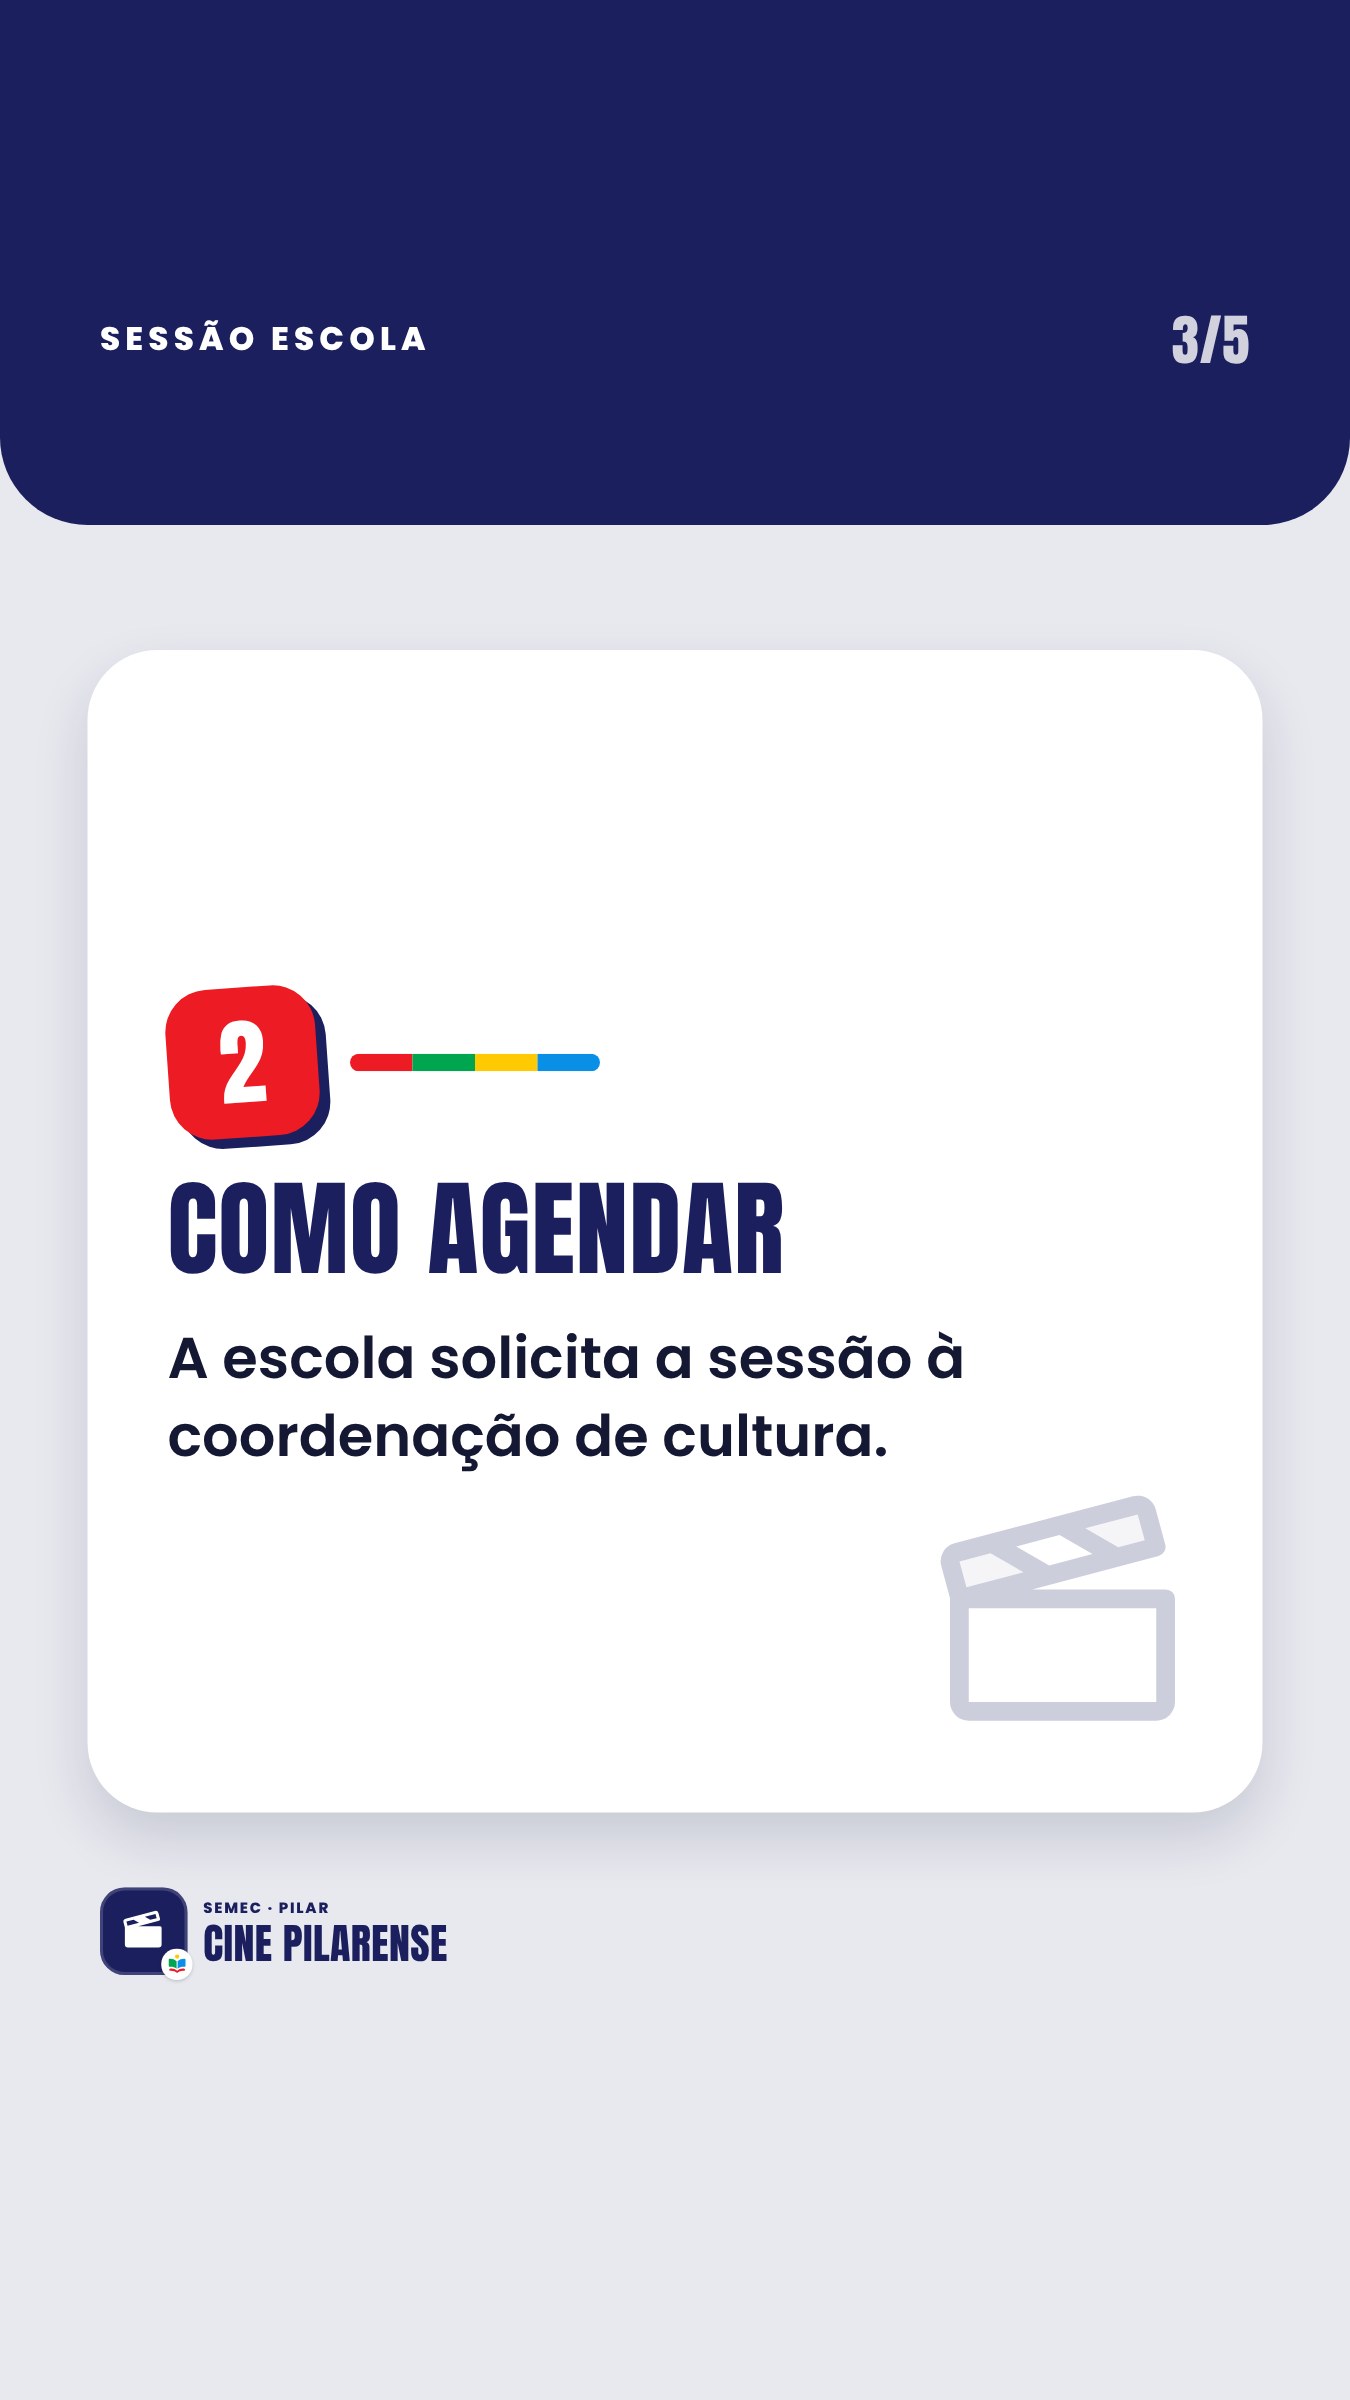 SESSÃO ESCOLA
3/5
2
COMO AGENDAR
A escola solicita a sessão à
coordenação de cultura.
SEMEC · PILAR
CINE PILARENSE